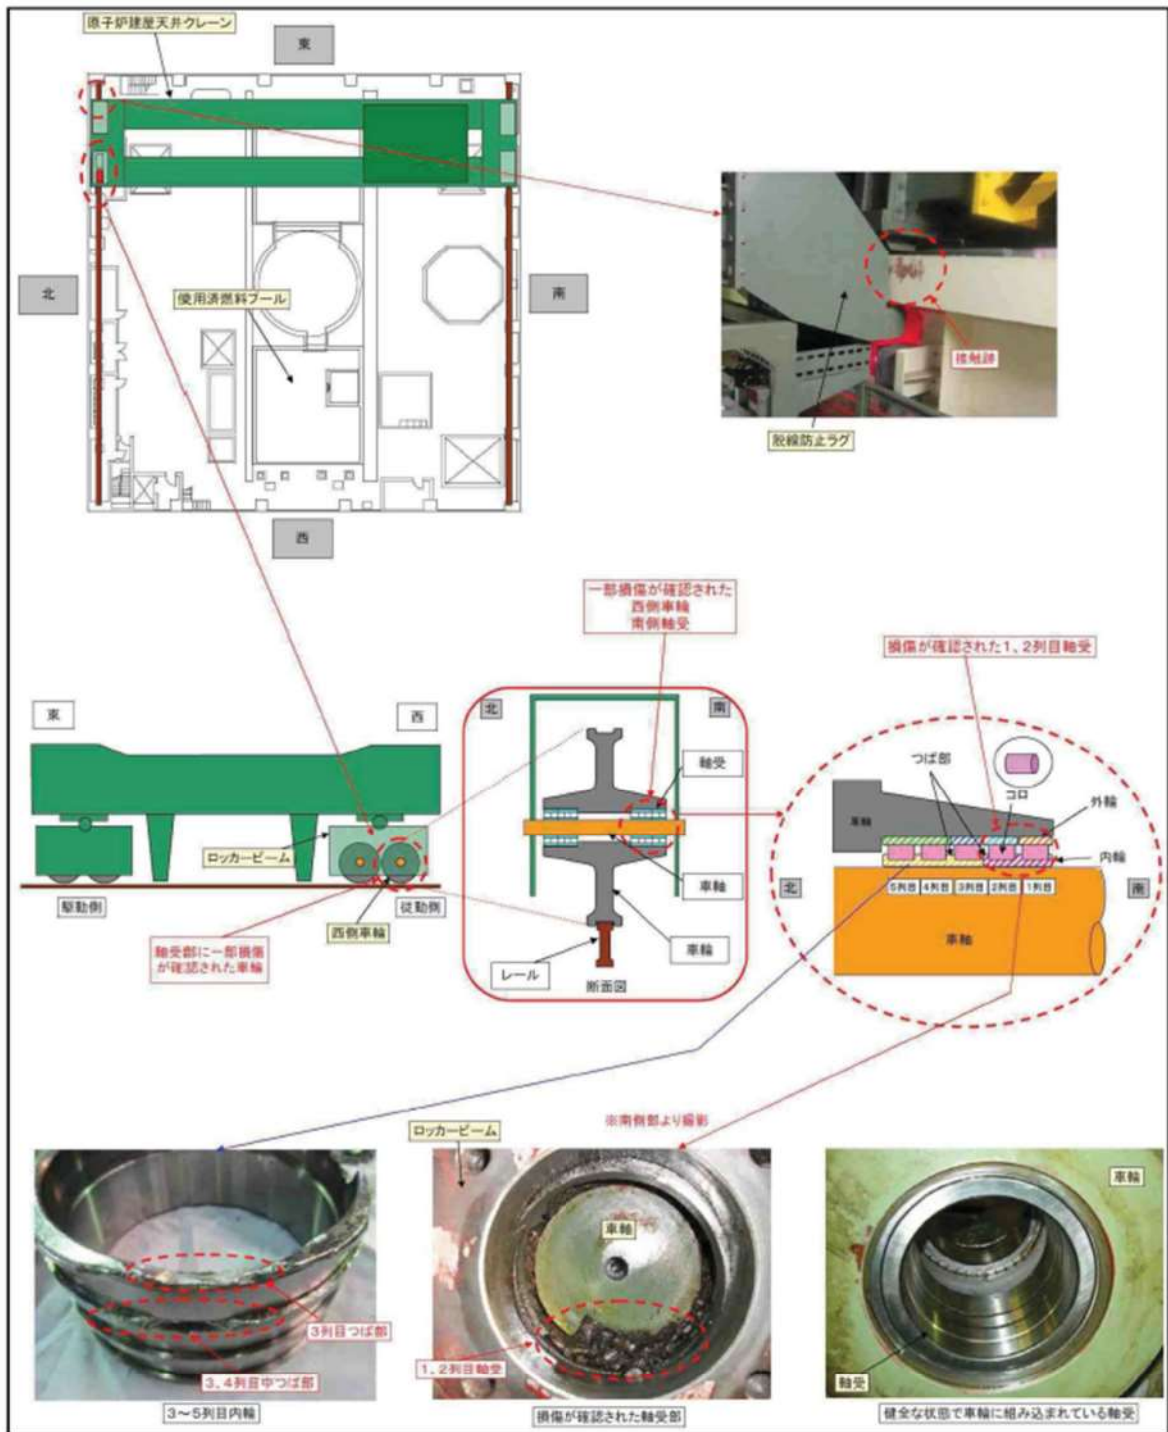 原子炉建屋天井クレーン
東
北
南
使用済燃料プール
西
接触跡
脱線防止ラグ
一部損傷が確認された
西側車輪
南側軸受
損傷が確認された1、2列目軸受
東
西
ロッカービーム
駆動側
従動側
西側車輪
軸受部に一部損傷
が確認された車輪
北
南
軸受
車軸
車輪
レール
断面図
つば部
コロ
外輪
車輪
内輪
北
南
5列目
4列目
3列目
2列目
1列目
車軸
ロッカービーム
※南側部より撮影
3列目つば部
3、4列目中つば部
3～5列目内輪
車軸
1、2列目軸受
損傷が確認された軸受部
車輪
軸受
健全な状態で車輪に組み込まれている軸受